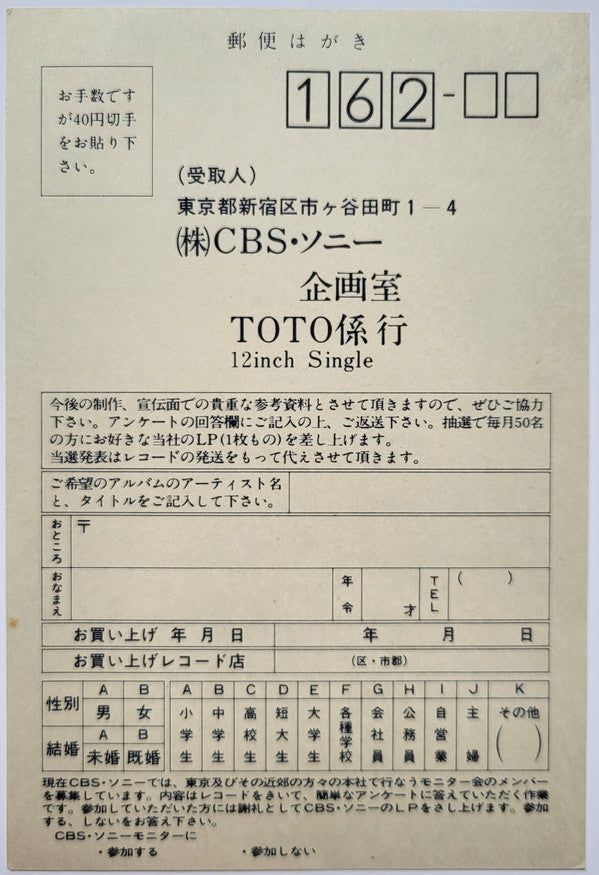 郵便はがき
お手数です
が40円切手
をお貼り下
さい。
162-
(受取人)
東京都新宿区市ヶ谷田町1—4
㈱CBS・ソニー
企画室
TOTO係行
12inch Single
今後の制作、宣伝面での貴重な参考資料とさせて頂きますので、ぜひご協力
下さい。アンケートの回答欄にご記入の上、ご返送下さい。抽選で毎月50名
の方にお好きな当社のLP(1枚もの)を差し上げます。
当選発表はレコードの発送をもって代えさせて頂きます。
ご希望のアルバムのアーティスト名
と、タイトルをご記入して下さい。
おところ 〒
おなまえ 年令 才 TEL ( )
お買い上げ 年 月 日 年 月 日
お買い上げレコード店 (区・市郡)
性別 A 男 B 女
結婚 A 未婚 B 既婚
A 小学生
B 中学生
C 高校生
D 短大生
E 大学生
F 各種学校
G 会社員
H 公務員
I 自営業
J 主婦
K その他 ( )
現在CBS・ソニーでは、東京及びその近郊の方々の本社で行なうモニター会のメンバー
を募集しています。内容はレコードをきいて、簡単なアンケートに答えていただく作業
です。参加していただいた方には謝礼としてCBS・ソニーのLPをさし上げます。参加
する、しないをお答え下さい。
CBS・ソニーモニターに
・参加する ・参加しない